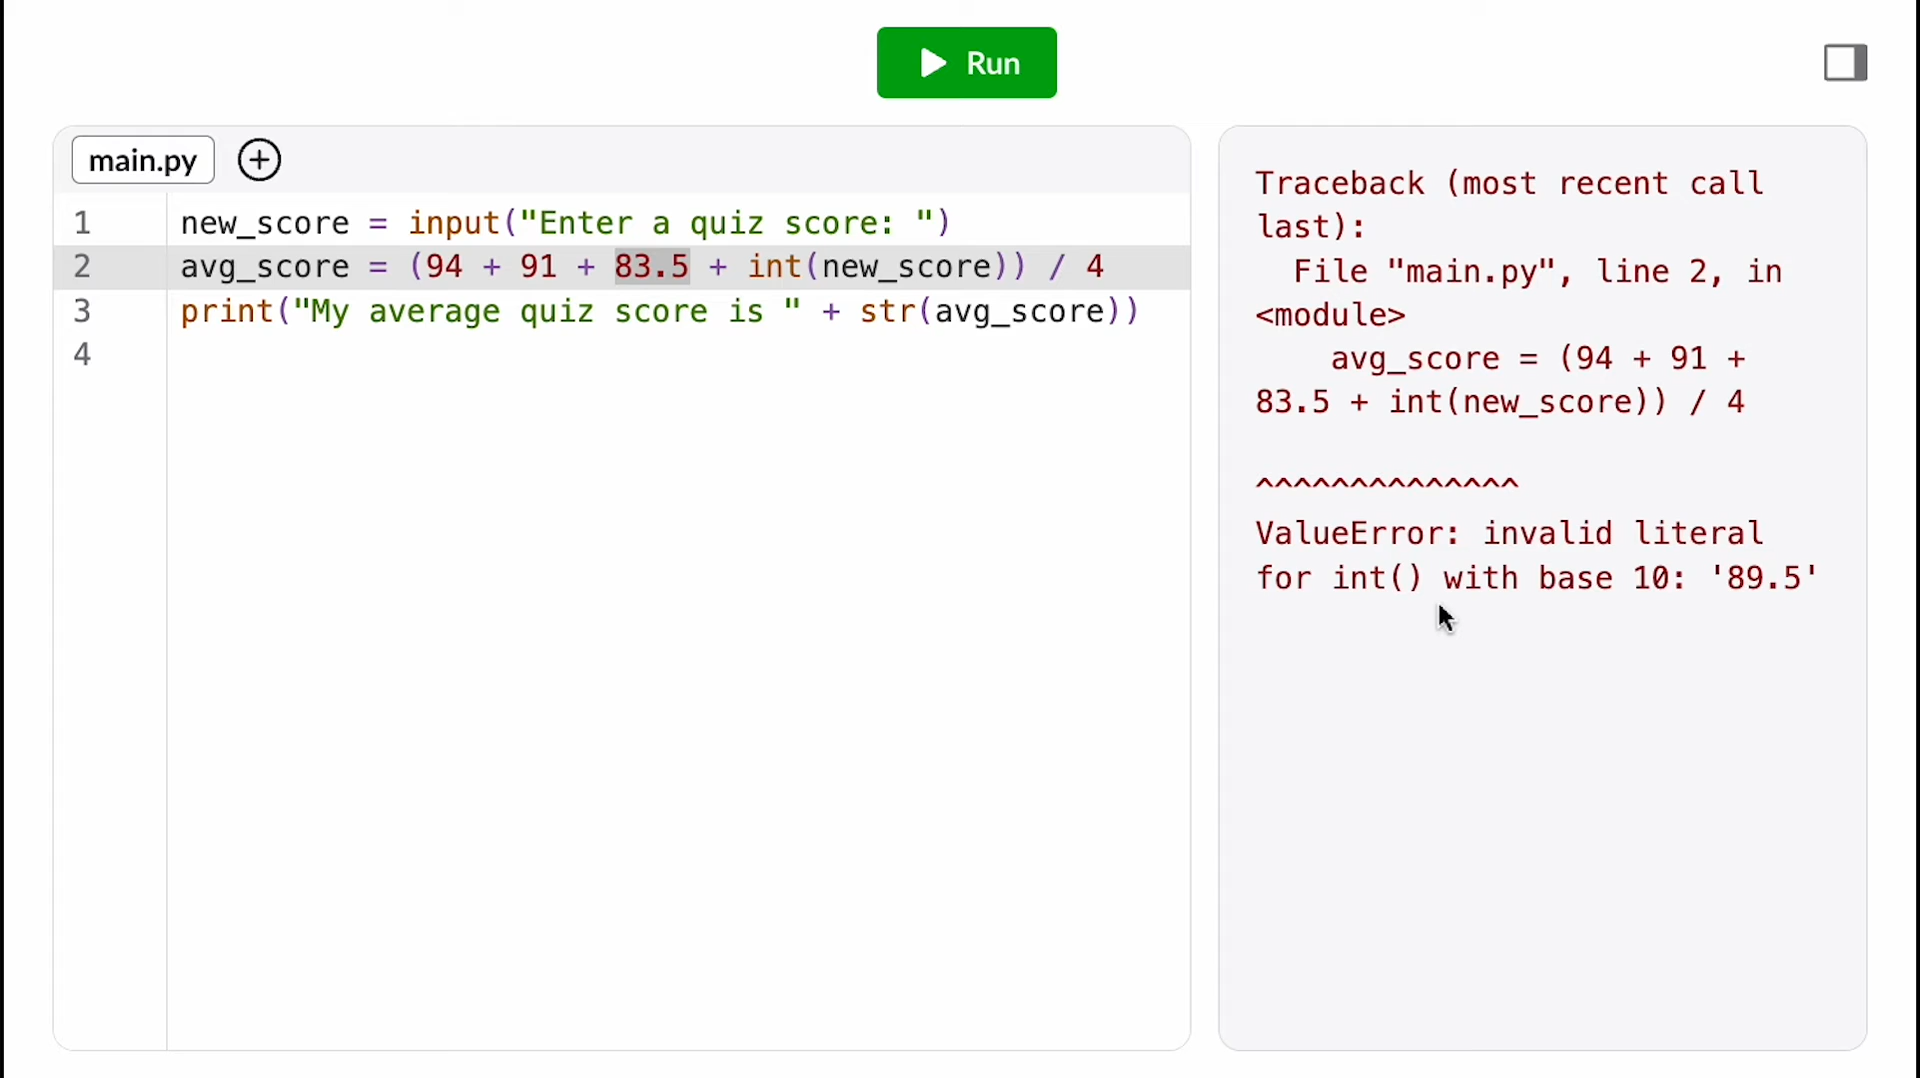 Run
main.py
1 new_score = input("Enter a quiz score: ")
2 avg_score = (94 + 91 + 83.5 + int(new_score)) / 4
3 print("My average quiz score is " + str(avg_score))
4
Traceback (most recent call
last):
  File "main.py", line 2, in
<module>
    avg_score = (94 + 91 +
83.5 + int(new_score)) / 4
^^^^^^^^^^^^^^
ValueError: invalid literal
for int() with base 10: '89.5'